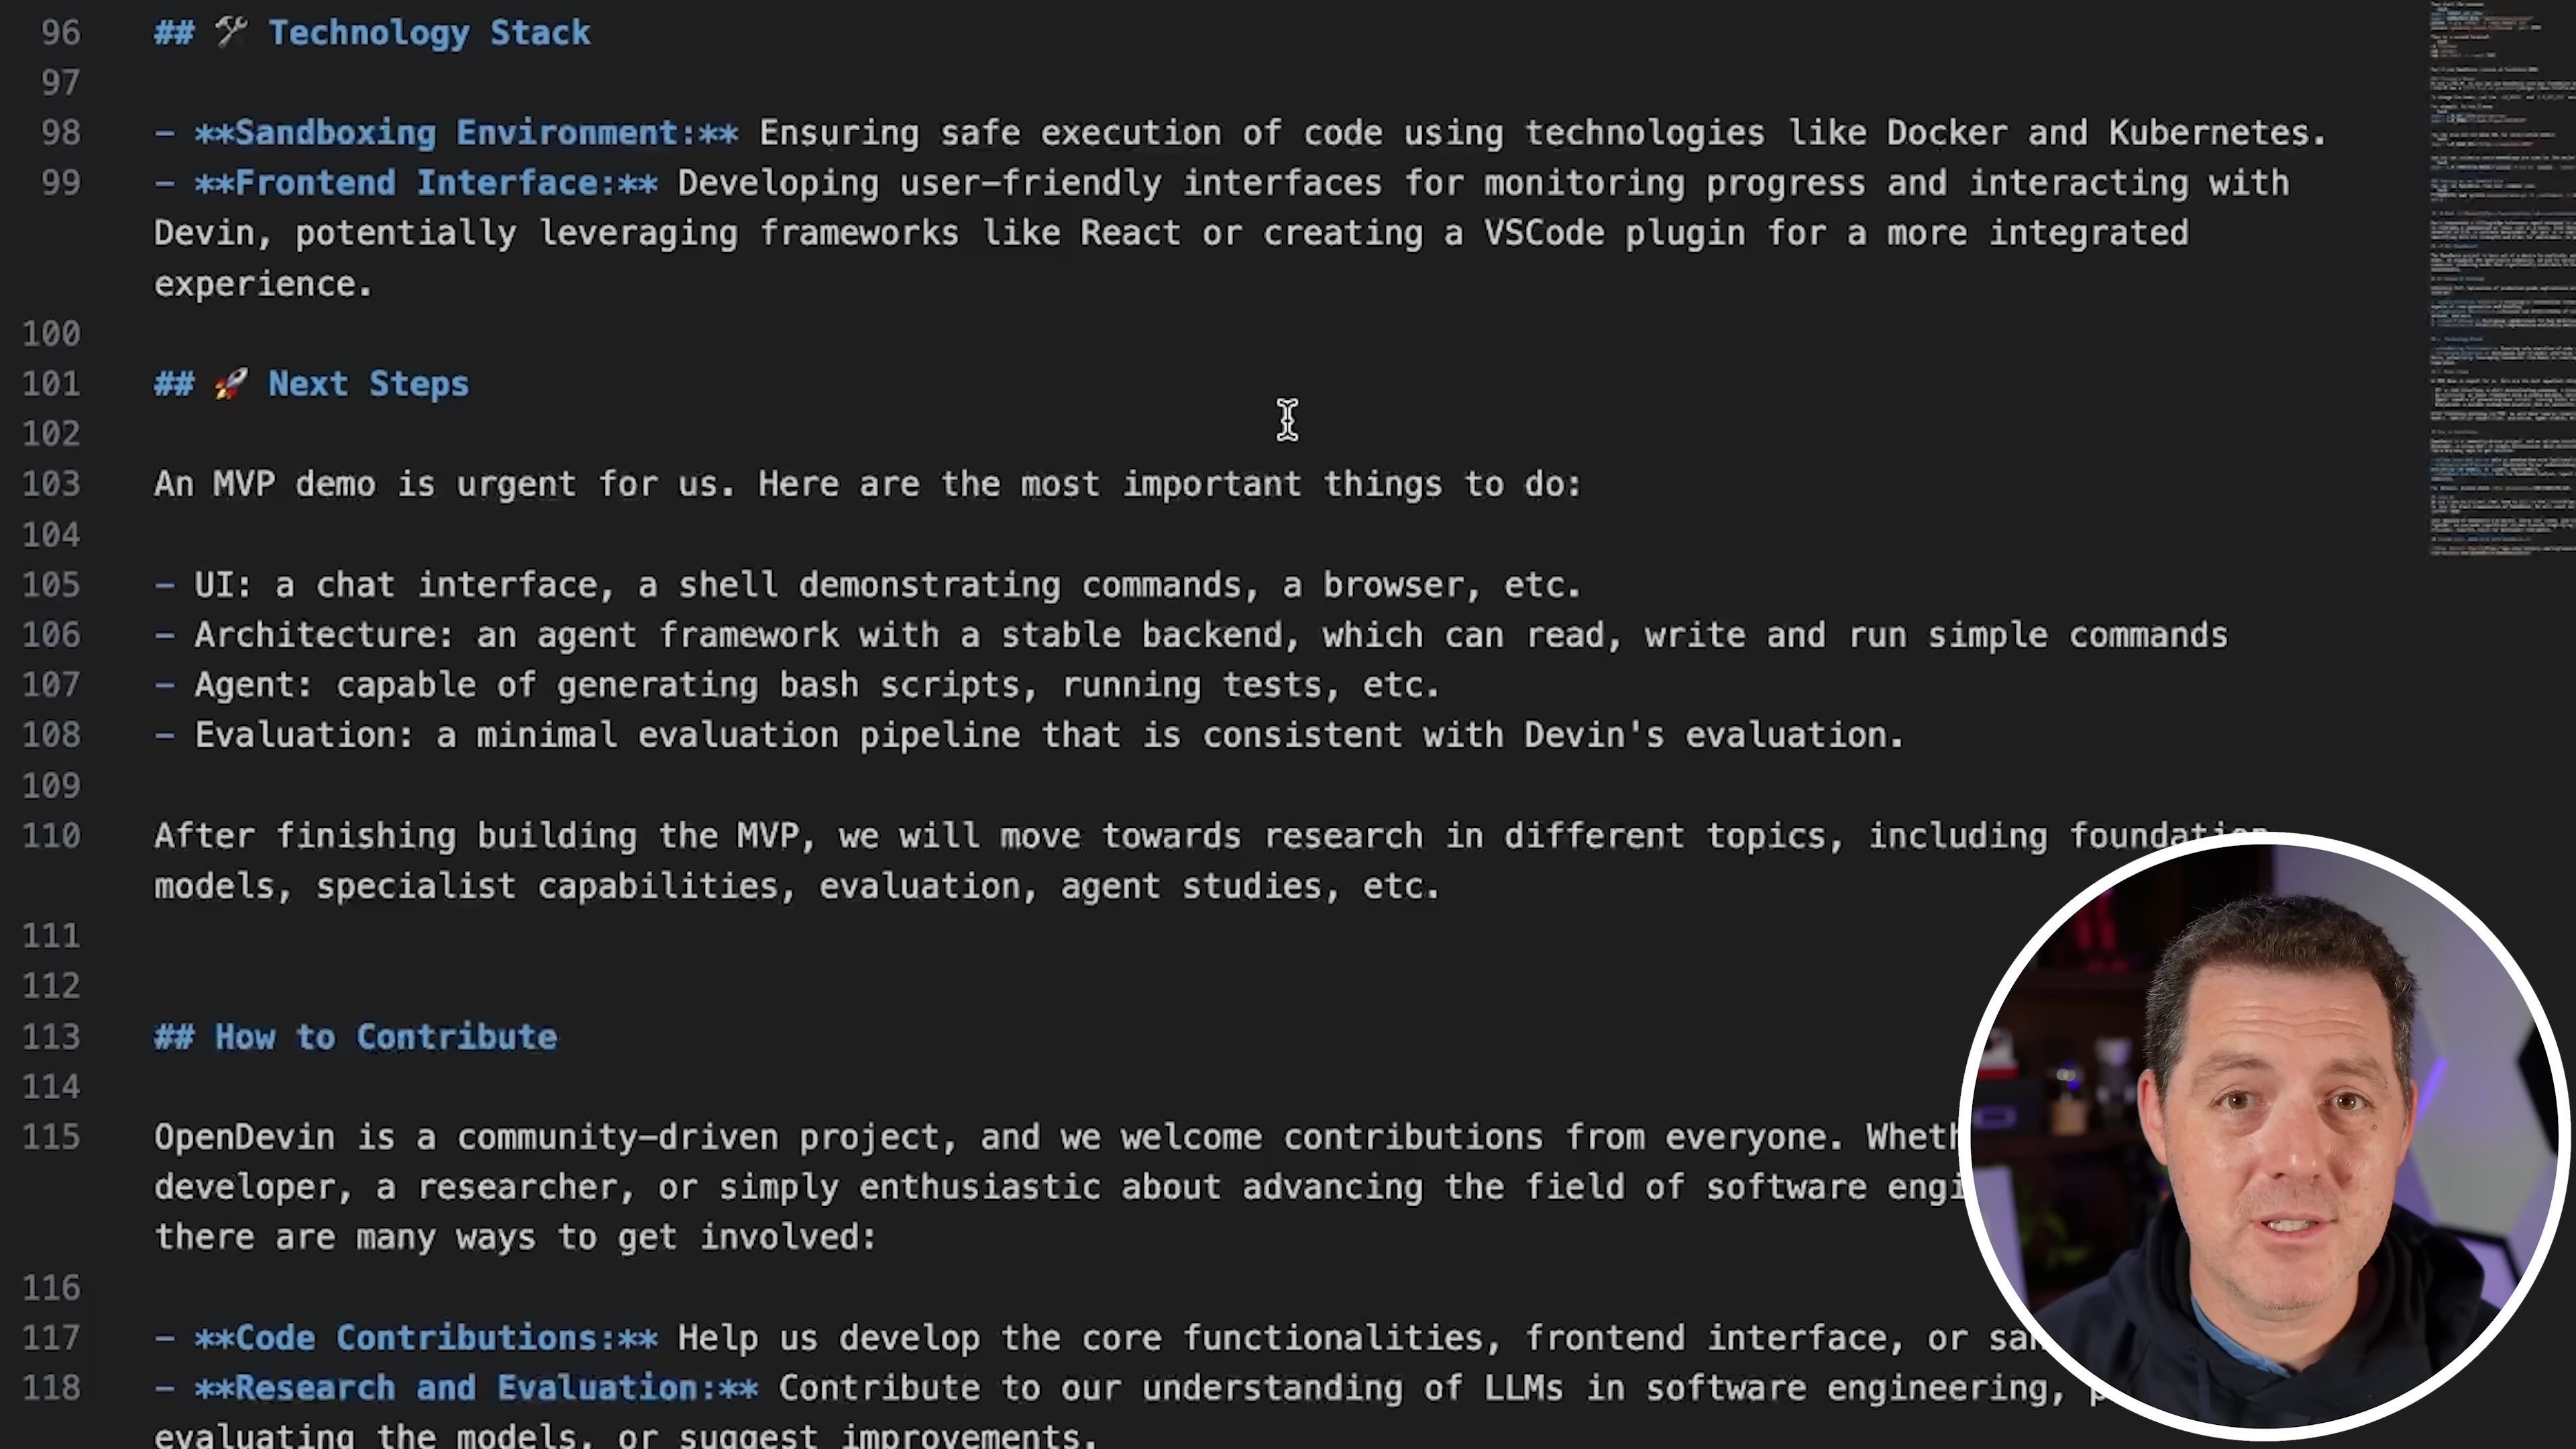 96 ## 🛠 Technology Stack
97
98 – **Sandboxing Environment:** Ensuring safe execution of code using technologies like Docker and Kubernetes.
99 – **Frontend Interface:** Developing user–friendly interfaces for monitoring progress and interacting with
Devin, potentially leveraging frameworks like React or creating a VSCode plugin for a more integrated
experience.
100
101 ## 🚀 Next Steps
102
103 An MVP demo is urgent for us. Here are the most important things to do:
104
105 – UI: a chat interface, a shell demonstrating commands, a browser, etc.
106 – Architecture: an agent framework with a stable backend, which can read, write and run simple commands
107 – Agent: capable of generating bash scripts, running tests, etc.
108 – Evaluation: a minimal evaluation pipeline that is consistent with Devin's evaluation.
109
110 After finishing building the MVP, we will move towards research in different topics, including foundation
models, specialist capabilities, evaluation, agent studies, etc.
111
112
113 ## How to Contribute
114
115 OpenDevin is a community–driven project, and we welcome contributions from everyone. Wheth
developer, a researcher, or simply enthusiastic about advancing the field of software engi
there are many ways to get involved:
116
117 – **Code Contributions:** Help us develop the core functionalities, frontend interface, or san
118 – **Research and Evaluation:** Contribute to our understanding of LLMs in software engineering, p
evaluating the models, or suggest improvements.